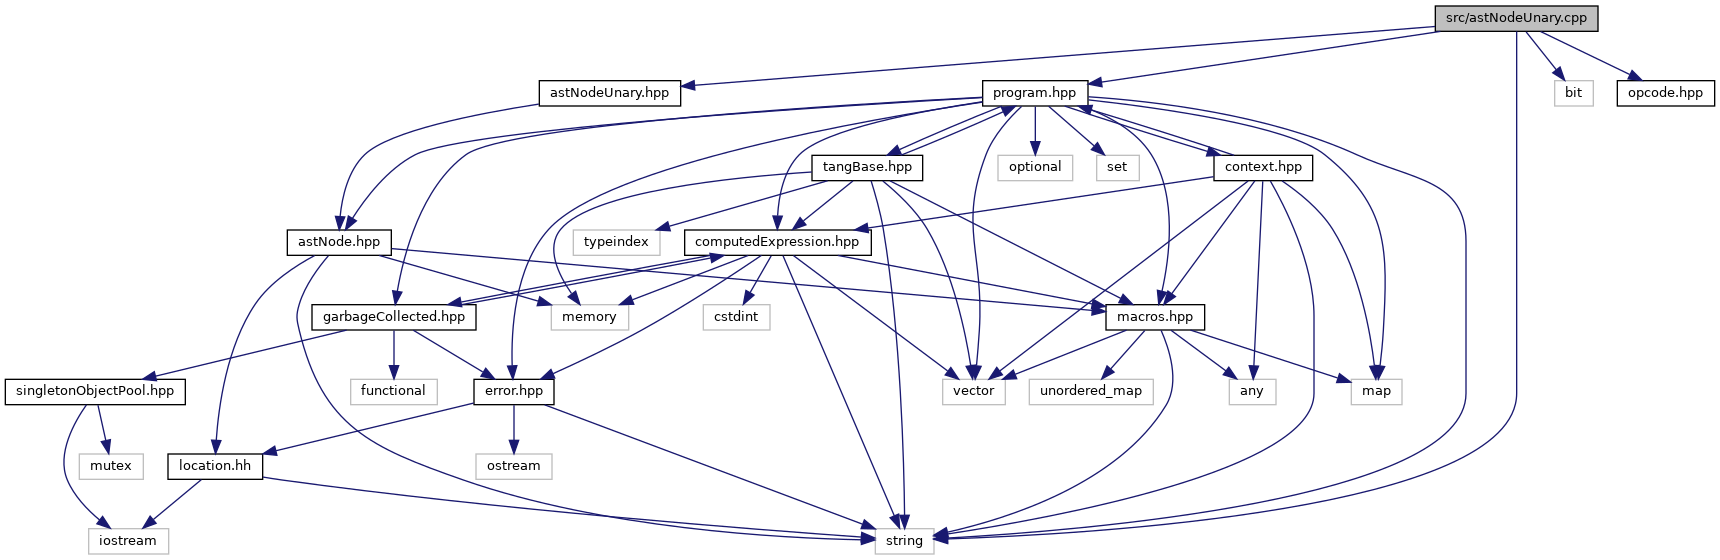 src/astNodeUnary.cpp
astNodeUnary.hpp
program.hpp
bit
opcode.hpp
tangBase.hpp
optional
set
context.hpp
astNode.hpp
typeindex
computedExpression.hpp
garbageCollected.hpp
memory
cstdint
macros.hpp
singletonObjectPool.hpp
functional
error.hpp
vector
unordered_map
any
map
mutex
location.hh
ostream
iostream
string